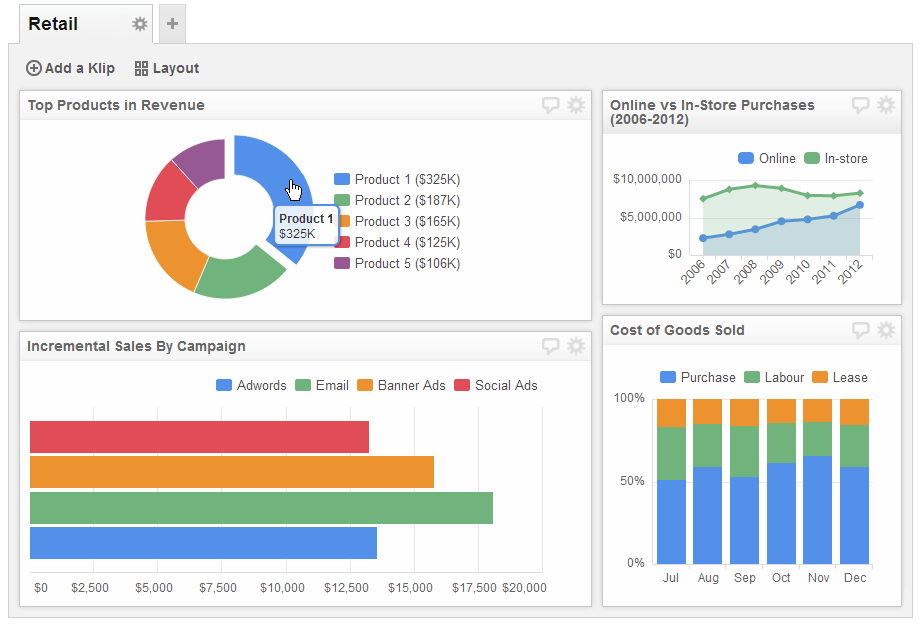 Retail
+
Add a Klip Layout
Top Products in Revenue
Product 1 ($325K)
Product 2 ($187K)
Product 3 ($165K)
Product 4 ($125K)
Product 5 ($106K)
Product 1
$325K
Online vs In-Store Purchases
(2006-2012)
Online In-store
$10,000,000
$5,000,000
$0
2006 2007 2008 2009 2010 2011 2012
Incremental Sales By Campaign
Adwords Email Banner Ads Social Ads
$0 $2,500 $5,000 $7,500 $10,000 $12,500 $15,000 $17,500 $20,000
Cost of Goods Sold
Purchase Labour Lease
100%
50%
0%
Jul Aug Sep Oct Nov Dec